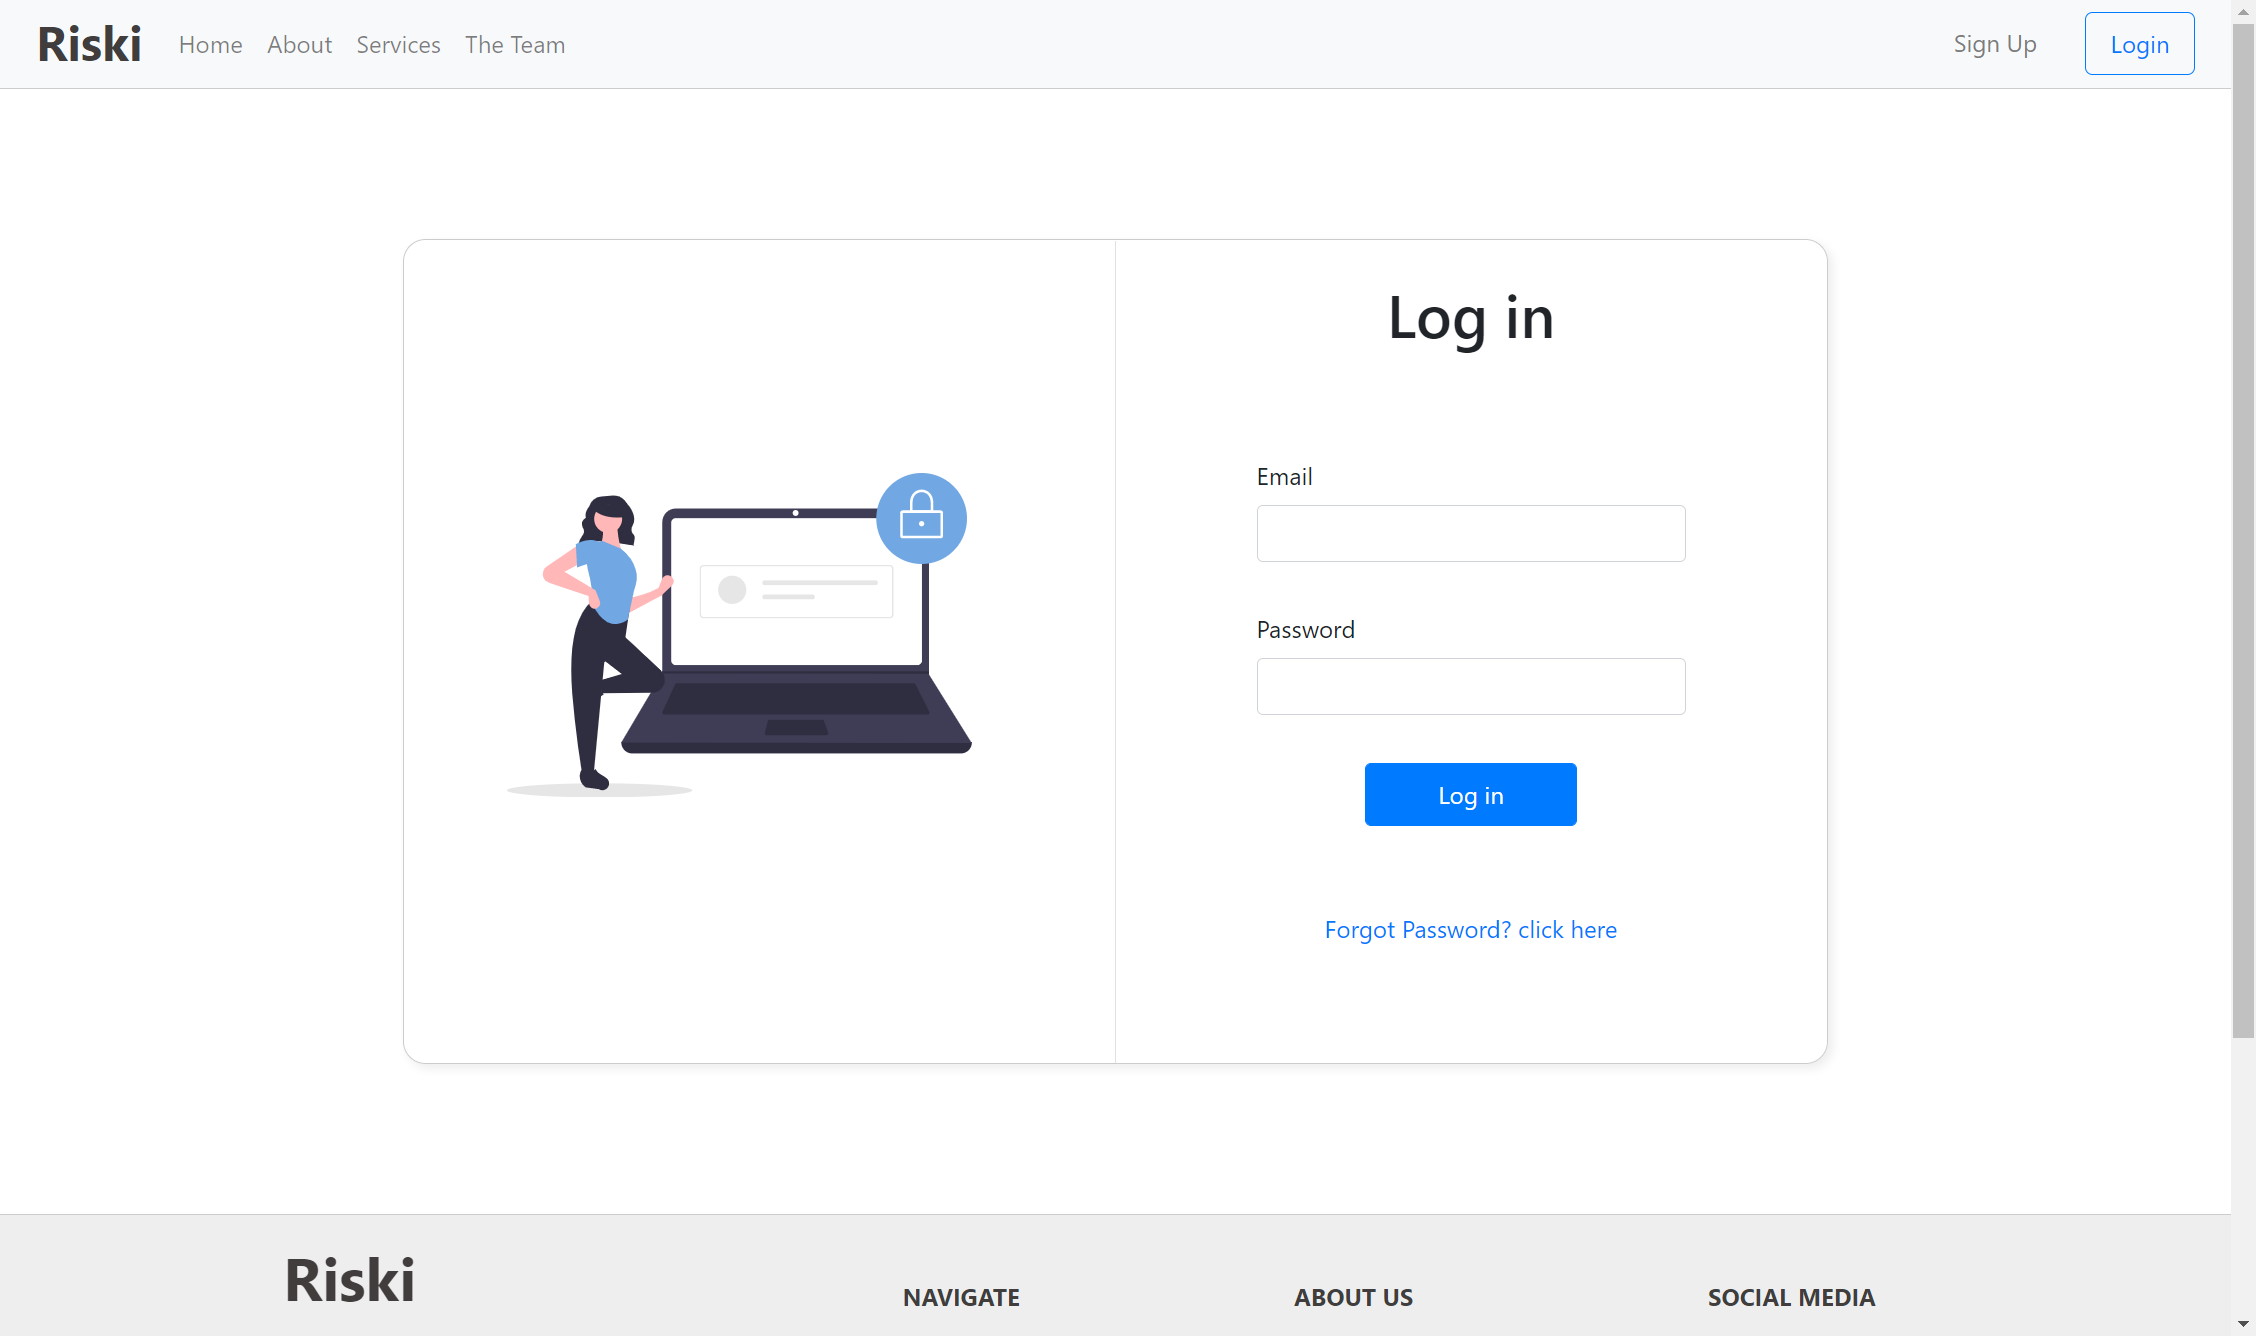 Riski Home About Services The Team Sign Up Login
Log in
Email
Password
Log in
Forgot Password? click here
Riski
NAVIGATE ABOUT US SOCIAL MEDIA